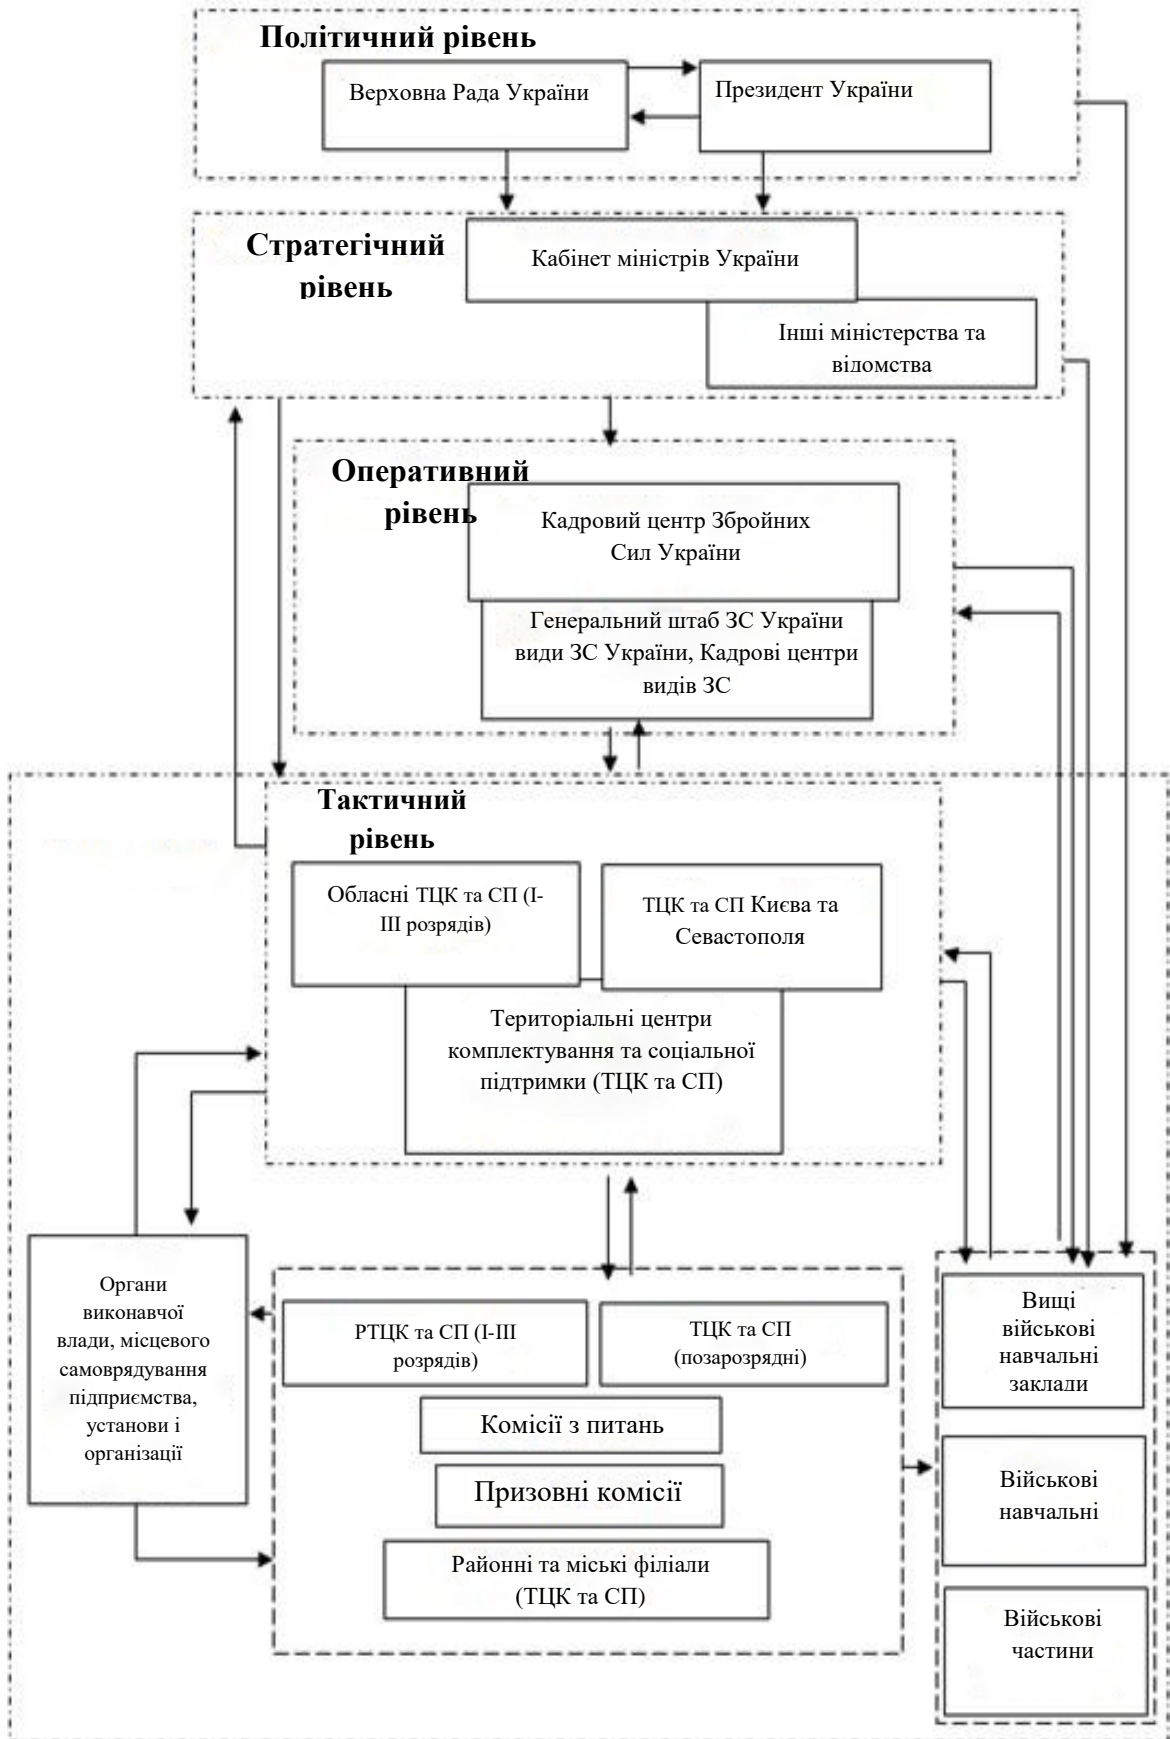 Політичний рівень
Верховна Рада України
Президент України
Стратегічний
рівень
Кабінет міністрів України
Інші міністерства та
відомства
Оперативний
рівень
Кадровий центр Збройних
Сил України
Генеральний штаб ЗС України
види ЗС України, Кадрові центри
видів ЗС
Тактичний
рівень
Обласні ТЦК та СП (І-
ІІІ розрядів)
ТЦК та СП Києва та
Севастополя
Територіальні центри
комплектування та соціальної
підтримки (ТЦК та СП)
Органи
виконавчої
влади, місцевого
самоврядування
підприємства,
установи і
організації
РТЦК та СП (І-ІІІ
розрядів)
ТЦК та СП
(позарозрядні)
Комісії з питань
Призовні комісії
Районні та міські філіали
(ТЦК та СП)
Вищі
військові
навчальні
заклади
Військові
навчальні
Військові
частини